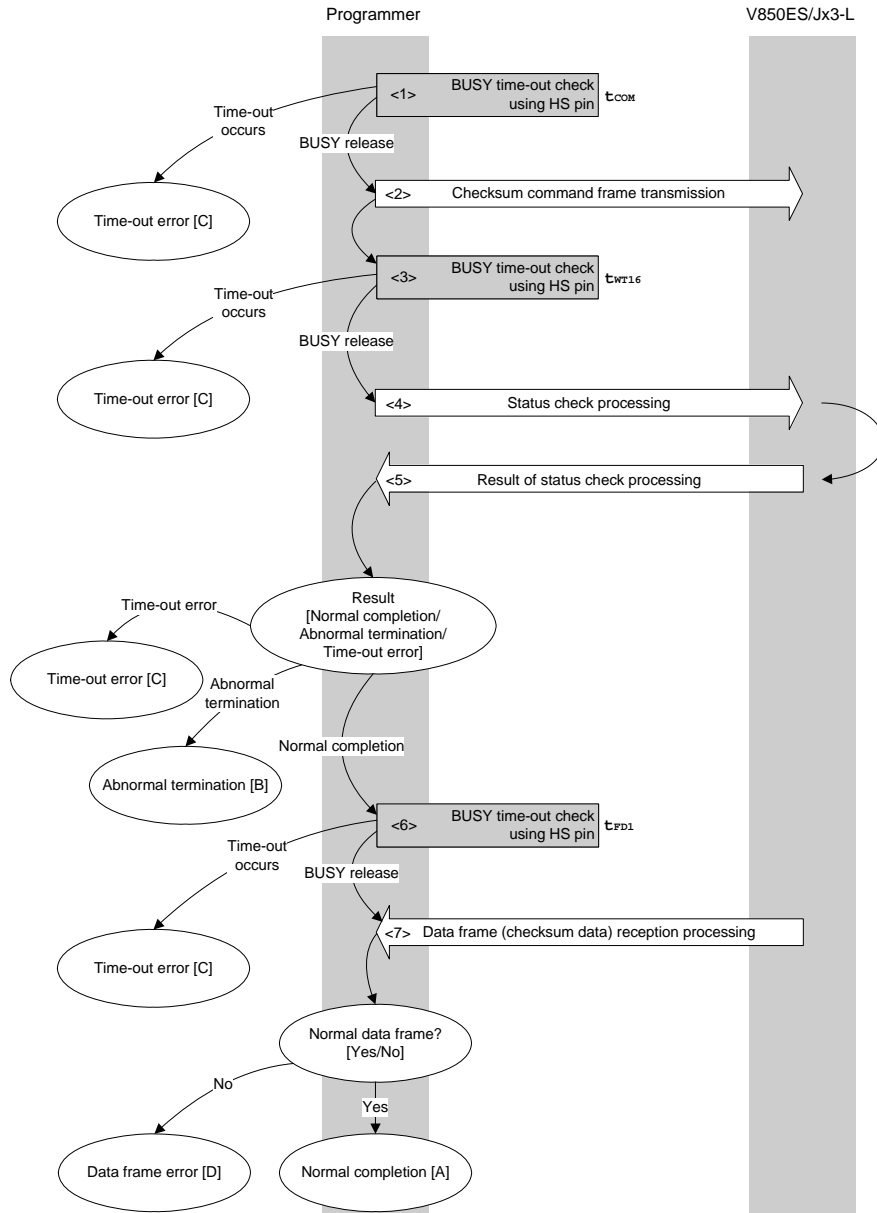 Programmer
V850ES/Jx3-L
<1>
BUSY time-out check
using HS pin
tCOM
Time-out
occurs
BUSY release
Time-out error [C]
<2>
Checksum command frame transmission
<3>
BUSY time-out check
using HS pin
tWT16
Time-out
occurs
BUSY release
Time-out error [C]
<4>
Status check processing
<5>
Result of status check processing
Result
[Normal completion/
Abnormal termination/
Time-out error]
Time-out error
Time-out error [C]
Abnormal
termination
Abnormal termination [B]
Normal completion
<6>
BUSY time-out check
using HS pin
tFD1
Time-out
occurs
BUSY release
Time-out error [C]
<7>
Data frame (checksum data) reception processing
Normal data frame?
[Yes/No]
No
Yes
Data frame error [D]
Normal completion [A]